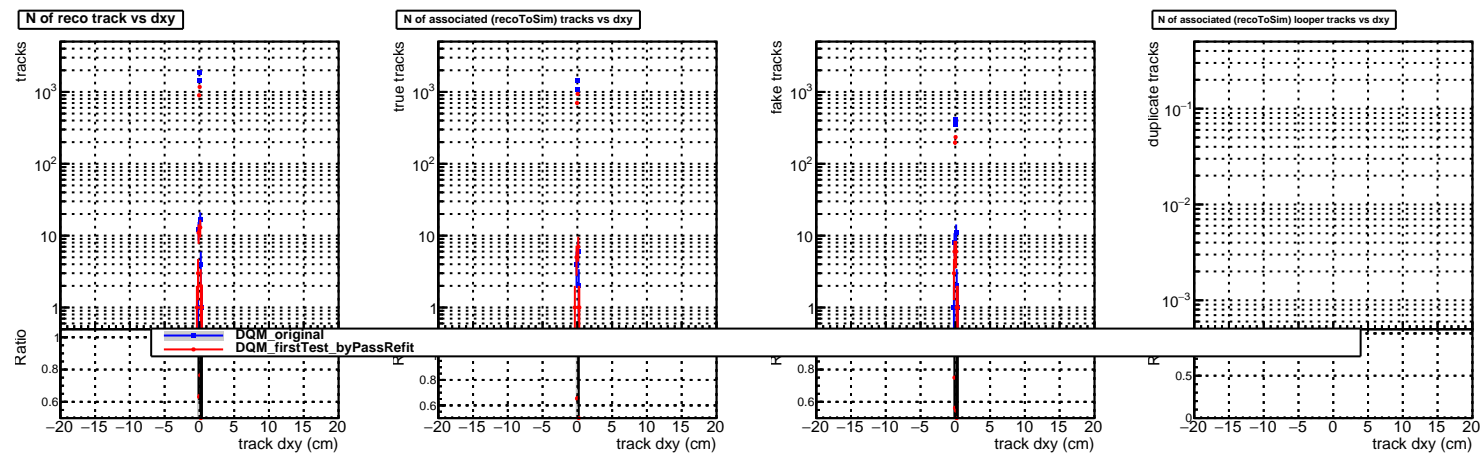 N of reco track vs dxy
tracks
10³
10²
10
1
Ratio
1
0.8
0.6
−20 −15 −10 −5 0 5 10 15 20
track dxy (cm)
N of associated (recoToSim) tracks vs dxy
true tracks
10³
10²
10
1
0.8
0.6
−20 −15 −10 −5 0 5 10 15 20
track dxy (cm)
fake tracks
10³
10²
10
1
0.8
0.6
−20 −15 −10 −5 0 5 10 15 20
track dxy (cm)
N of associated (recoToSim) looper tracks vs dxy
duplicate tracks
10⁻¹
10⁻²
10⁻³
0.5
0
−20 −15 −10 −5 0 5 10 15 20
track dxy (cm)
DQM_original
DQM_firstTest_byPassRefit